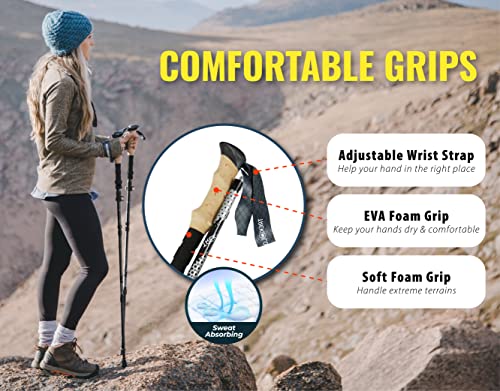 COMFORTABLE GRIPS
Adjustable Wrist Strap
Help your hand in the right place
EVA Foam Grip
Keep your hands dry & comfortable
Soft Foam Grip
Handle extreme terrains
Sweat
Absorbing